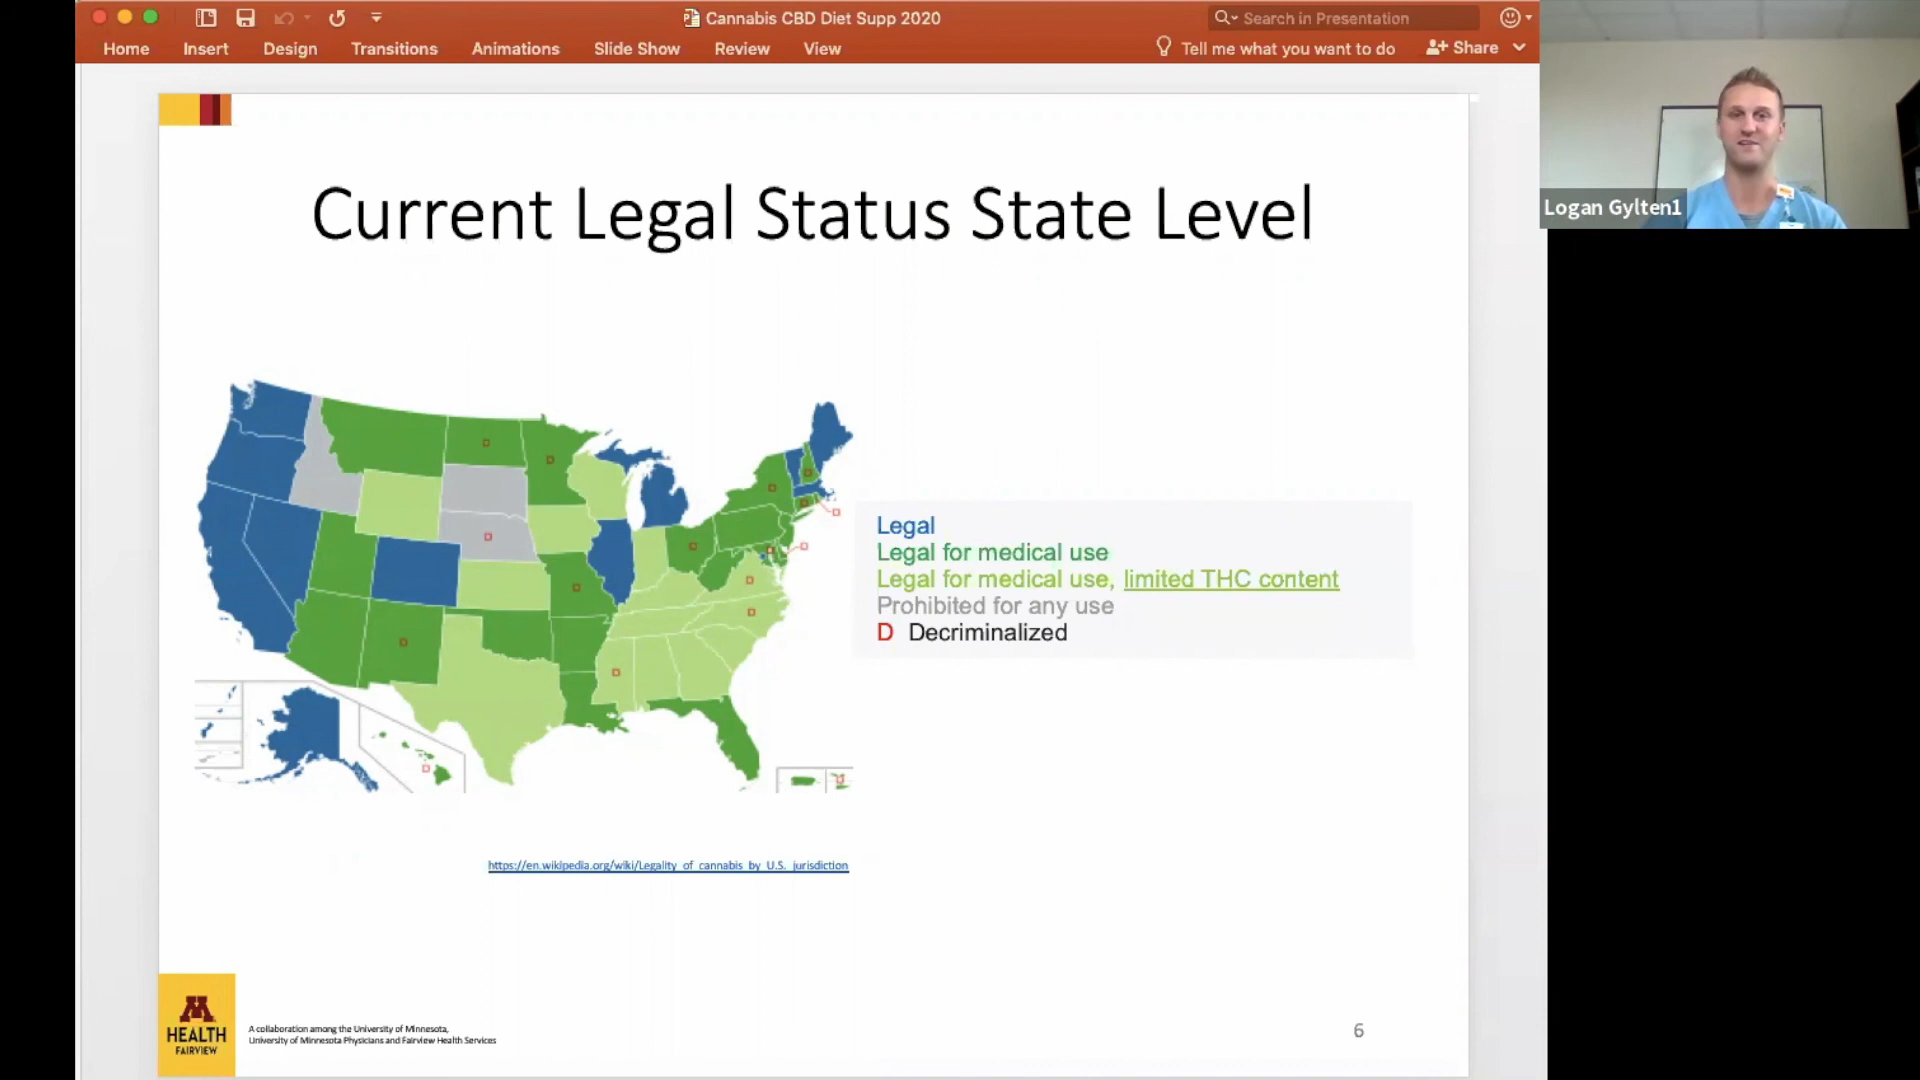 Cannabis CBD Diet Supp 2020
Search in Presentation
Home Insert Design Transitions Animations Slide Show Review View
Tell me what you want to do
Share
Logan Gylten1
Current Legal Status State Level
Legal
Legal for medical use
Legal for medical use, limited THC content
Prohibited for any use
D Decriminalized
https://en.wikipedia.org/wiki/Legality_of_cannabis_by_U.S._jurisdiction
M
HEALTH
FAIRVIEW
A collaboration among the University of Minnesota,
University of Minnesota Physicians and Fairview Health Services
6